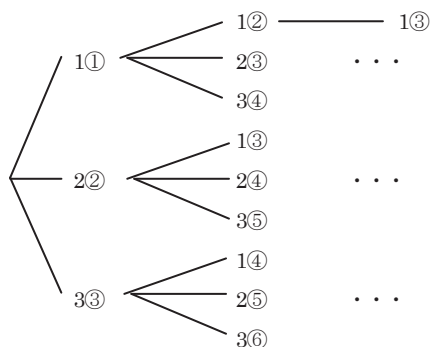 1② 1③
1① 2③ · · ·
3④
1③
2② 2④ · · ·
3⑤
1④
3③ 2⑤ · · ·
3⑥